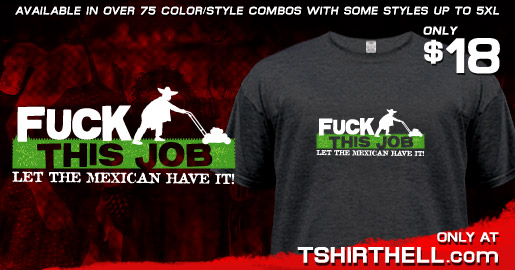 AVAILABLE IN OVER 75 COLOR/STYLE COMBOS WITH SOME STYLES UP TO 5XL
ONLY
$18
FUCK
THIS JOB
LET THE MEXICAN HAVE IT!
FUCK
THIS JOB
LET THE MEXICAN HAVE IT!
ONLY AT
TSHIRTHELL.com